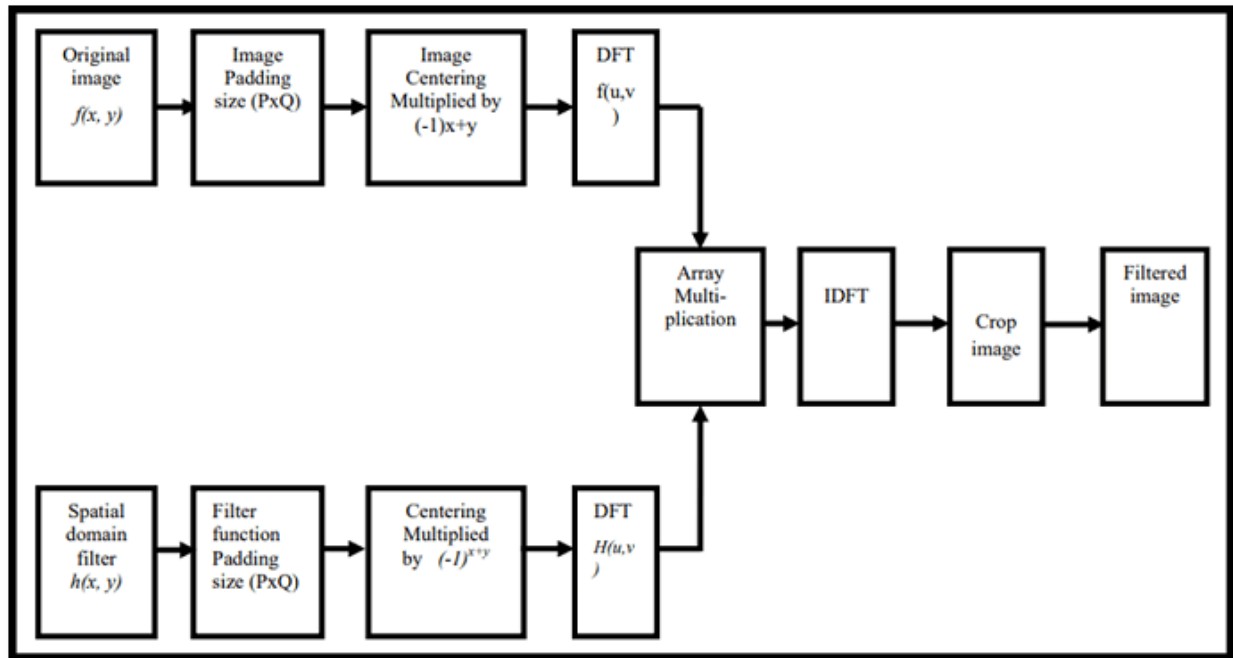 Original
image
f(x, y)
Image
Padding
size (PxQ)
Image
Centering
Multiplied by
(-1)x+y
DFT
f(u,v
)
Array
Multi-
plication
IDFT
Crop
image
Filtered
image
Spatial
domain
filter
h(x, y)
Filter
function
Padding
size (PxQ)
Centering
Multiplied
by (-1)^{x+y}
DFT
H(u,v
)